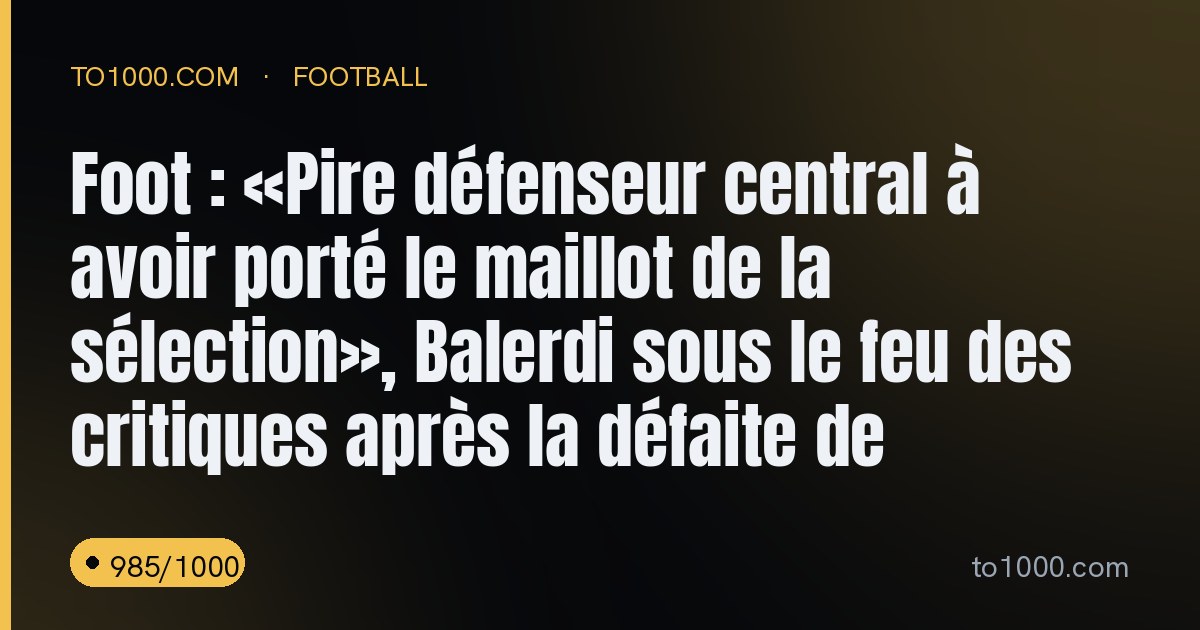 TO1000.COM · FOOTBALL
Foot : «Pire défenseur central à
avoir porté le maillot de la
sélection», Balerdi sous le feu des
critiques après la défaite de
985/1000
to1000.com